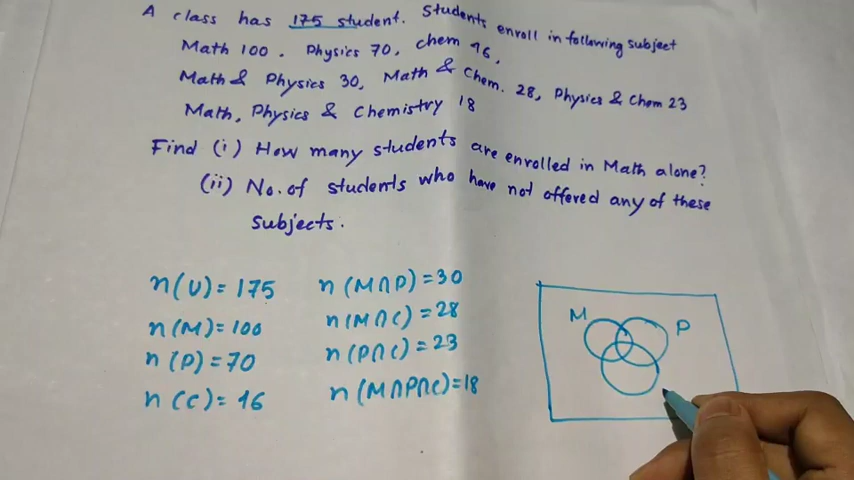 A class has 175 student. Students enroll in following subject
Math 100. Physics 70, chem 46,
Math & Physics 30, Math & Chem. 28, Physics & Chem 23
Math, Physics & Chemistry 18
Find (i) How many students are enrolled in Math alone?
(ii) No. of students who have not offered any of these
subjects.
n(U) = 175
n(M) = 100
n(P) = 70
n(C) = 46
n(M∩P) = 30
n(M∩C) = 28
n(P∩C) = 23
n(M∩P∩C) = 18
M
P